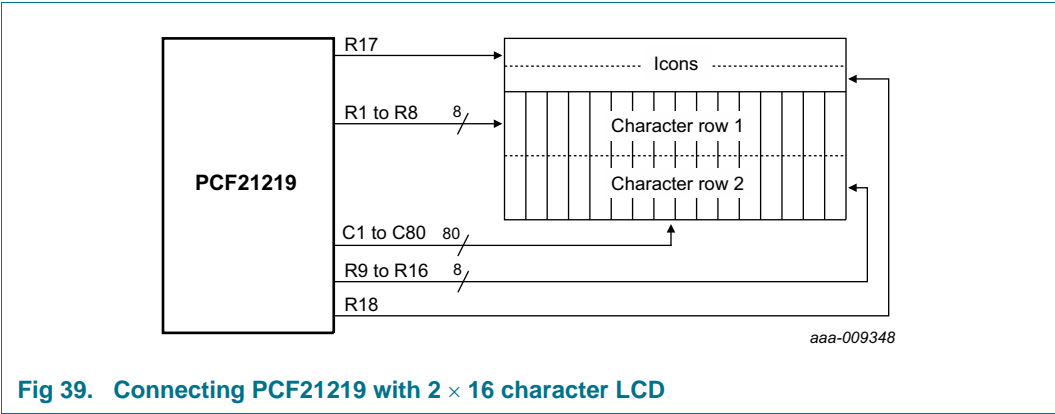 R17
Icons
R1 to R8 8
Character row 1
PCF21219
Character row 2
C1 to C80 80
R9 to R16 8
R18
aaa-009348
Fig 39. Connecting PCF21219 with 2 × 16 character LCD